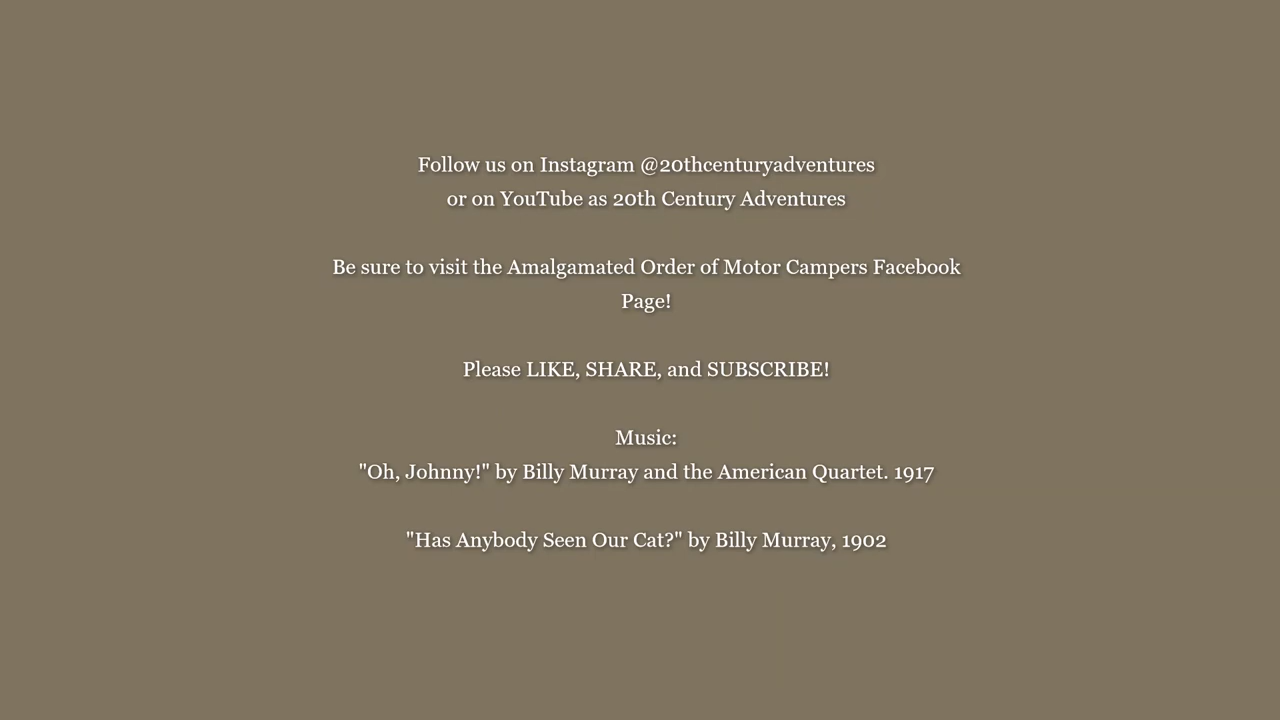 Follow us on Instagram @20thcenturyadventures
or on YouTube as 20th Century Adventures
Be sure to visit the Amalgamated Order of Motor Campers Facebook
Page!
Please LIKE, SHARE, and SUBSCRIBE!
Music:
"Oh, Johnny!" by Billy Murray and the American Quartet. 1917
"Has Anybody Seen Our Cat?" by Billy Murray, 1902